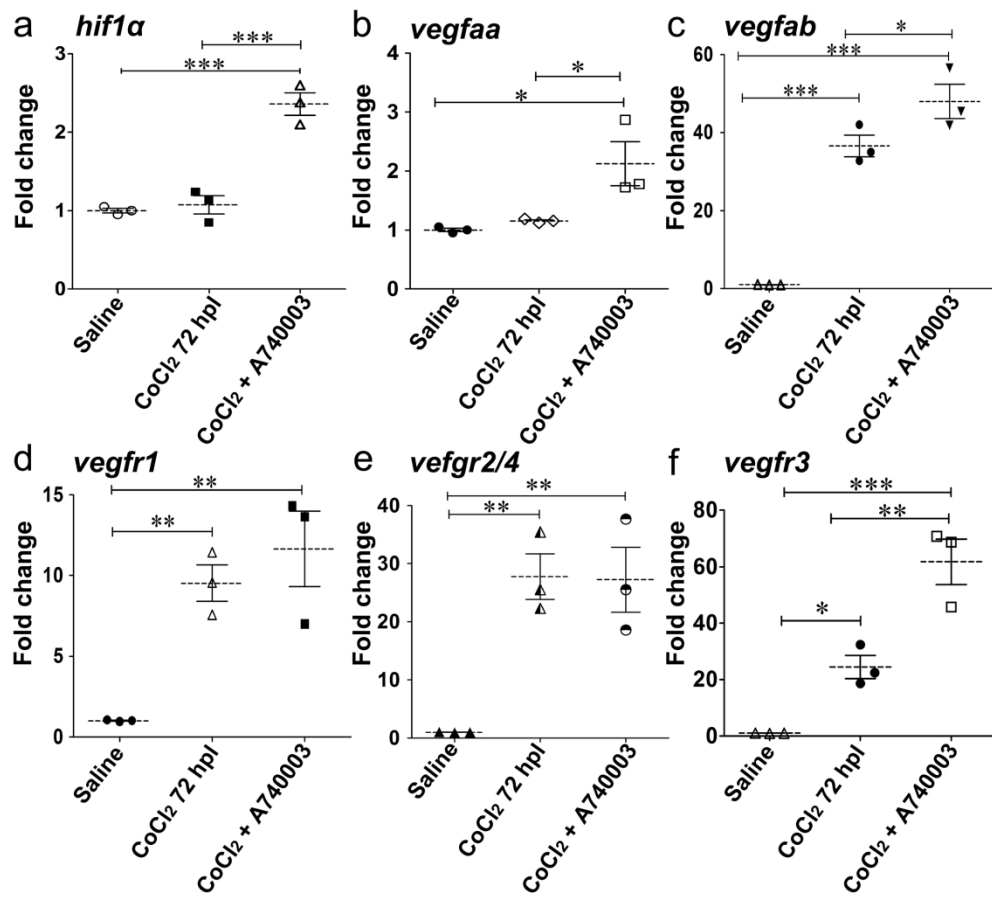 a hif1α
Fold change
3
2
1
0
***
***
Saline
CoCl₂ 72 hpl
CoCl₂ + A740003
b vegfaa
Fold change
4
3
2
1
0
*
*
Saline
CoCl₂ 72 hpl
CoCl₂ + A740003
c vegfab
Fold change
60
40
20
0
*
***
***
Saline
CoCl₂ 72 hpl
CoCl₂ + A740003
d vegfr1
Fold change
15
10
5
0
**
**
Saline
CoCl₂ 72 hpl
CoCl₂ + A740003
e vefgr2/4
Fold change
40
30
20
10
0
**
**
Saline
CoCl₂ 72 hpl
CoCl₂ + A740003
f vegfr3
Fold change
80
60
40
20
0
***
**
*
Saline
CoCl₂ 72 hpl
CoCl₂ + A740003